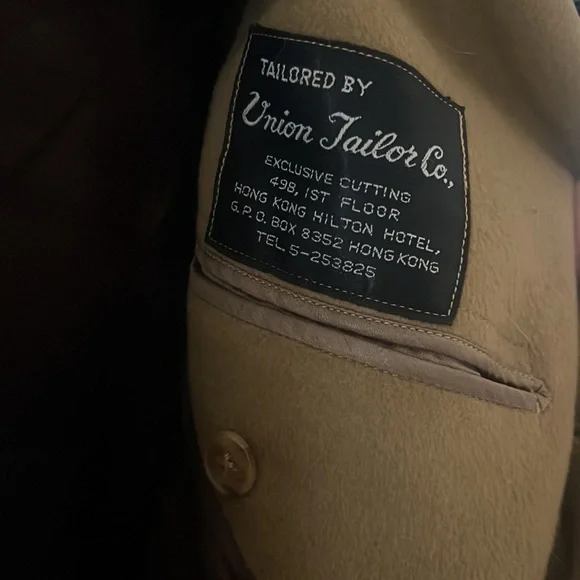 TAILORED BY
Union Tailor Co.,
EXCLUSIVE CUTTING
498, 1ST FLOOR
HONG KONG HILTON HOTEL,
G.P.O. BOX 8352 HONG KONG
TEL. 5-253825